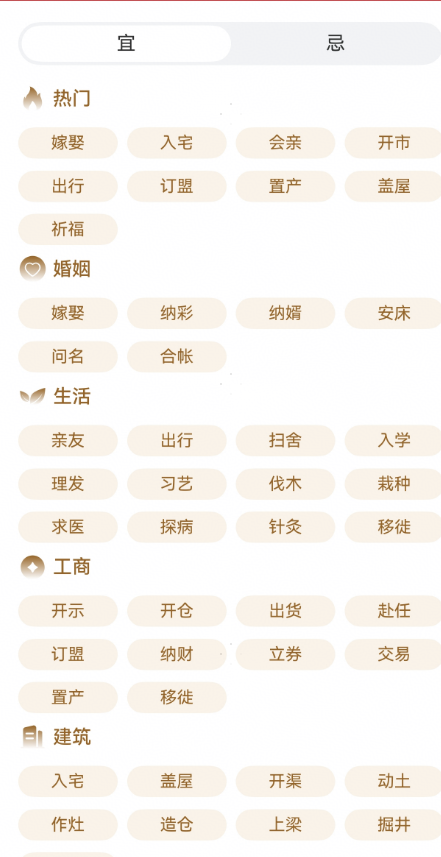 宜 忌
热门
嫁娶 入宅 会亲 开市
出行 订盟 置产 盖屋
祈福
婚姻
嫁娶 纳彩 纳婿 安床
问名 合帐
生活
亲友 出行 扫舍 入学
理发 习艺 伐木 栽种
求医 探病 针灸 移徙
工商
开示 开仓 出货 赴任
订盟 纳财 立券 交易
置产 移徙
建筑
入宅 盖屋 开渠 动土
作灶 造仓 上梁 掘井